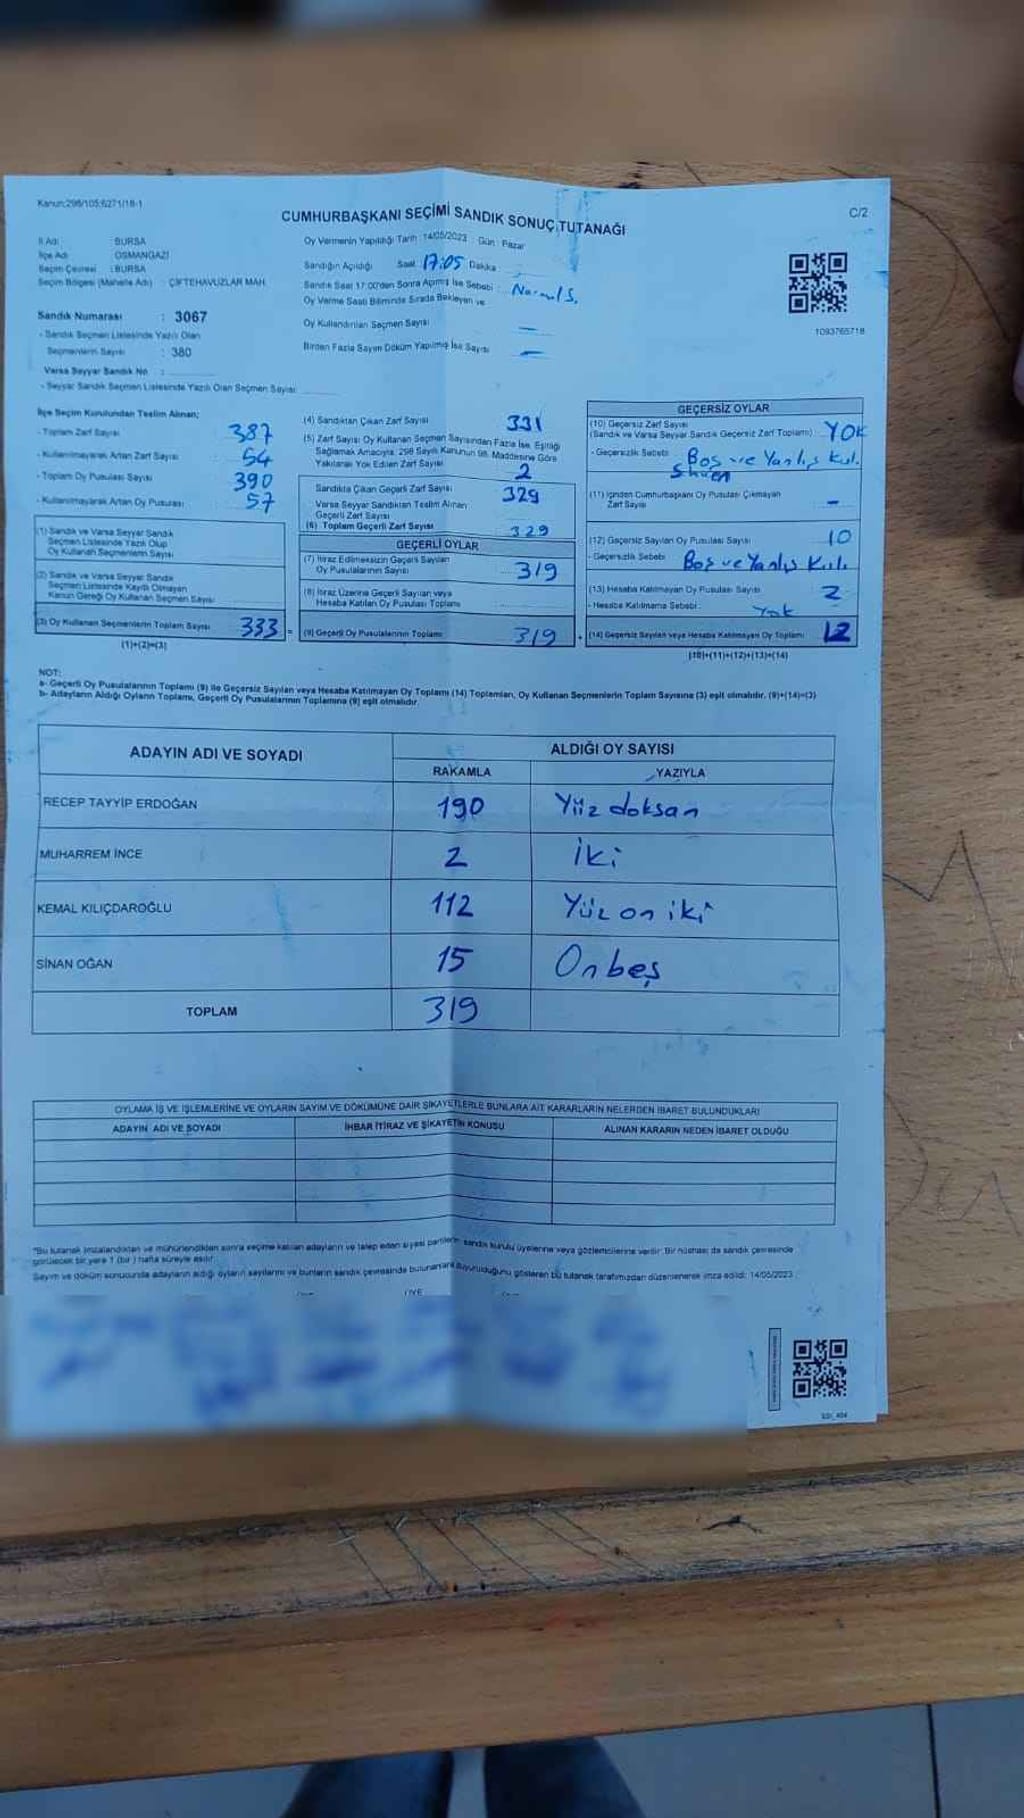 Kanun:298/105;6271/18-1
CUMHURBAŞKANI SEÇİMİ SANDIK SONUÇ TUTANAĞI
C/2
İl Adı : BURSA
İlçe Adı : OSMANGAZİ
Seçim Çevresi : BURSA
Seçim Bölgesi (Mahalle Adı) : ÇİFTEHAVUZLAR MAH.
Sandık Numarası : 3067
- Sandık Seçmen Listesinde Yazılı Olan
Seçmenlerin Sayısı : 380
Varsa Seyyar Sandık No :
- Seyyar Sandık Seçmen Listesinde Yazılı Olan Seçmen Sayısı:
Oy Vermenin Yapıldığı Tarih : 14/05/2023 Gün : Pazar
Sandığın Açıldığı Saat: 17:05 Dakika
Sandık Saat 17:00'den Sonra Açılmış İse Sebebi : Normal S.
Oy Verme Saati Bitiminde Sırada Bekleyen ve
Oy Kullandırılan Seçmen Sayısı —
Birden Fazla Sayım Döküm Yapılmış İse Sayısı —
1093765718
İlçe Seçim Kurulundan Teslim Alınan;
- Toplam Zarf Sayısı 387
- Kullanılmayarak Artan Zarf Sayısı 54
- Toplam Oy Pusulası Sayısı 390
- Kullanılmayarak Artan Oy Pusulası 57
(1) Sandık ve Varsa Seyyar Sandık
Seçmen Listesinde Yazılı Olup
Oy Kullanan Seçmenlerin Sayısı
(2) Sandık ve Varsa Seyyar Sandık
Seçmen Listesinde Kayıtlı Olmayan
Kanun Gereği Oy Kullanan Seçmen Sayısı
(3) Oy Kullanan Seçmenlerin Toplam Sayısı 333 =
(1)+(2)=(3)
(4) Sandıktan Çıkan Zarf Sayısı 331
(5) Zarf Sayısı Oy Kullanan Seçmen Sayısından Fazla İse, Eşitliği
Sağlamak Amacıyla, 298 Sayılı Kanunun 98. Maddesine Göre
Yakılarak Yok Edilen Zarf Sayısı 2
Sandıkta Çıkan Geçerli Zarf Sayısı 329
Varsa Seyyar Sandıktan Teslim Alınan
Geçerli Zarf Sayısı
(6) Toplam Geçerli Zarf Sayısı 329
GEÇERLİ OYLAR
(7) İtiraz Edilmeksizin Geçerli Sayılan
Oy Pusulalarının Sayısı 319
(8) İtiraz Üzerine Geçerli Sayılan veya
Hesaba Katılan Oy Pusulası Toplamı
(9) Geçerli Oy Pusulalarının Toplamı 319 +
GEÇERSİZ OYLAR
(10) Geçersiz Zarf Sayısı
(Sandık ve Varsa Seyyar Sandık Geçersiz Zarf Toplamı) YOK
- Geçersizlik Sebebi : Boş ve Yanlış kul.
(11) İçinden Cumhurbaşkanı Oy Pusulası Çıkmayan
Zarf Sayısı —
(12) Geçersiz Sayılan Oy Pusulası Sayısı 10
- Geçersizlik Sebebi : Boş ve Yanlış Kul.
(13) Hesaba Katılmayan Oy Pusulası Sayısı 2
- Hesaba Katılmama Sebebi : Yok
(14) Geçersiz Sayılan veya Hesaba Katılmayan Oy Toplamı 12
(10)+(11)+(12)+(13)=(14)
NOT:
a- Geçerli Oy Pusulalarının Toplamı (9) ile Geçersiz Sayılan veya Hesaba Katılmayan Oy Toplamı (14) Toplamları, Oy Kullanan Seçmenlerin Toplam Sayısına (3) eşit olmalıdır. (9)+(14)=(3)
b- Adayların Aldığı Oyların Toplamı, Geçerli Oy Pusulalarının Toplamına (9) eşit olmalıdır.
ADAYIN ADI VE SOYADI
ALDIĞI OY SAYISI
RAKAMLA YAZIYLA
RECEP TAYYİP ERDOĞAN 190 Yüz doksan
MUHARREM İNCE 2 İki
KEMAL KILIÇDAROĞLU 112 Yüz on iki
SİNAN OĞAN 15 Onbeş
TOPLAM 319
OYLAMA İŞ VE İŞLEMLERİNE VE OYLARIN SAYIM VE DÖKÜMÜNE DAİR ŞİKAYETLERLE BUNLARA AİT KARARLARIN NELERDEN İBARET BULUNDUKLARI
ADAYIN ADI VE SOYADI İHBAR İTİRAZ VE ŞİKAYETİN KONUSU ALINAN KARARIN NEDEN İBARET OLDUĞU
"Bu tutanak imzalandıktan ve mühürlendikten sonra seçime katılan adayların ve talep eden siyasi partilerin sandık kurulu üyelerine veya gözlemcilerine verilir. Bir nüshası da sandık çevresinde
görülecek bir yere 1 (bir) hafta süreyle asılır.
Sayım ve döküm sonucunda adayların aldığı oyların sayılarını ve bunların sandık çevresinde bulunanlara duyurulduğunu gösteren bu tutanak tarafımızdan düzenlenerek imza edildi. 14/05/2023
ÜYE